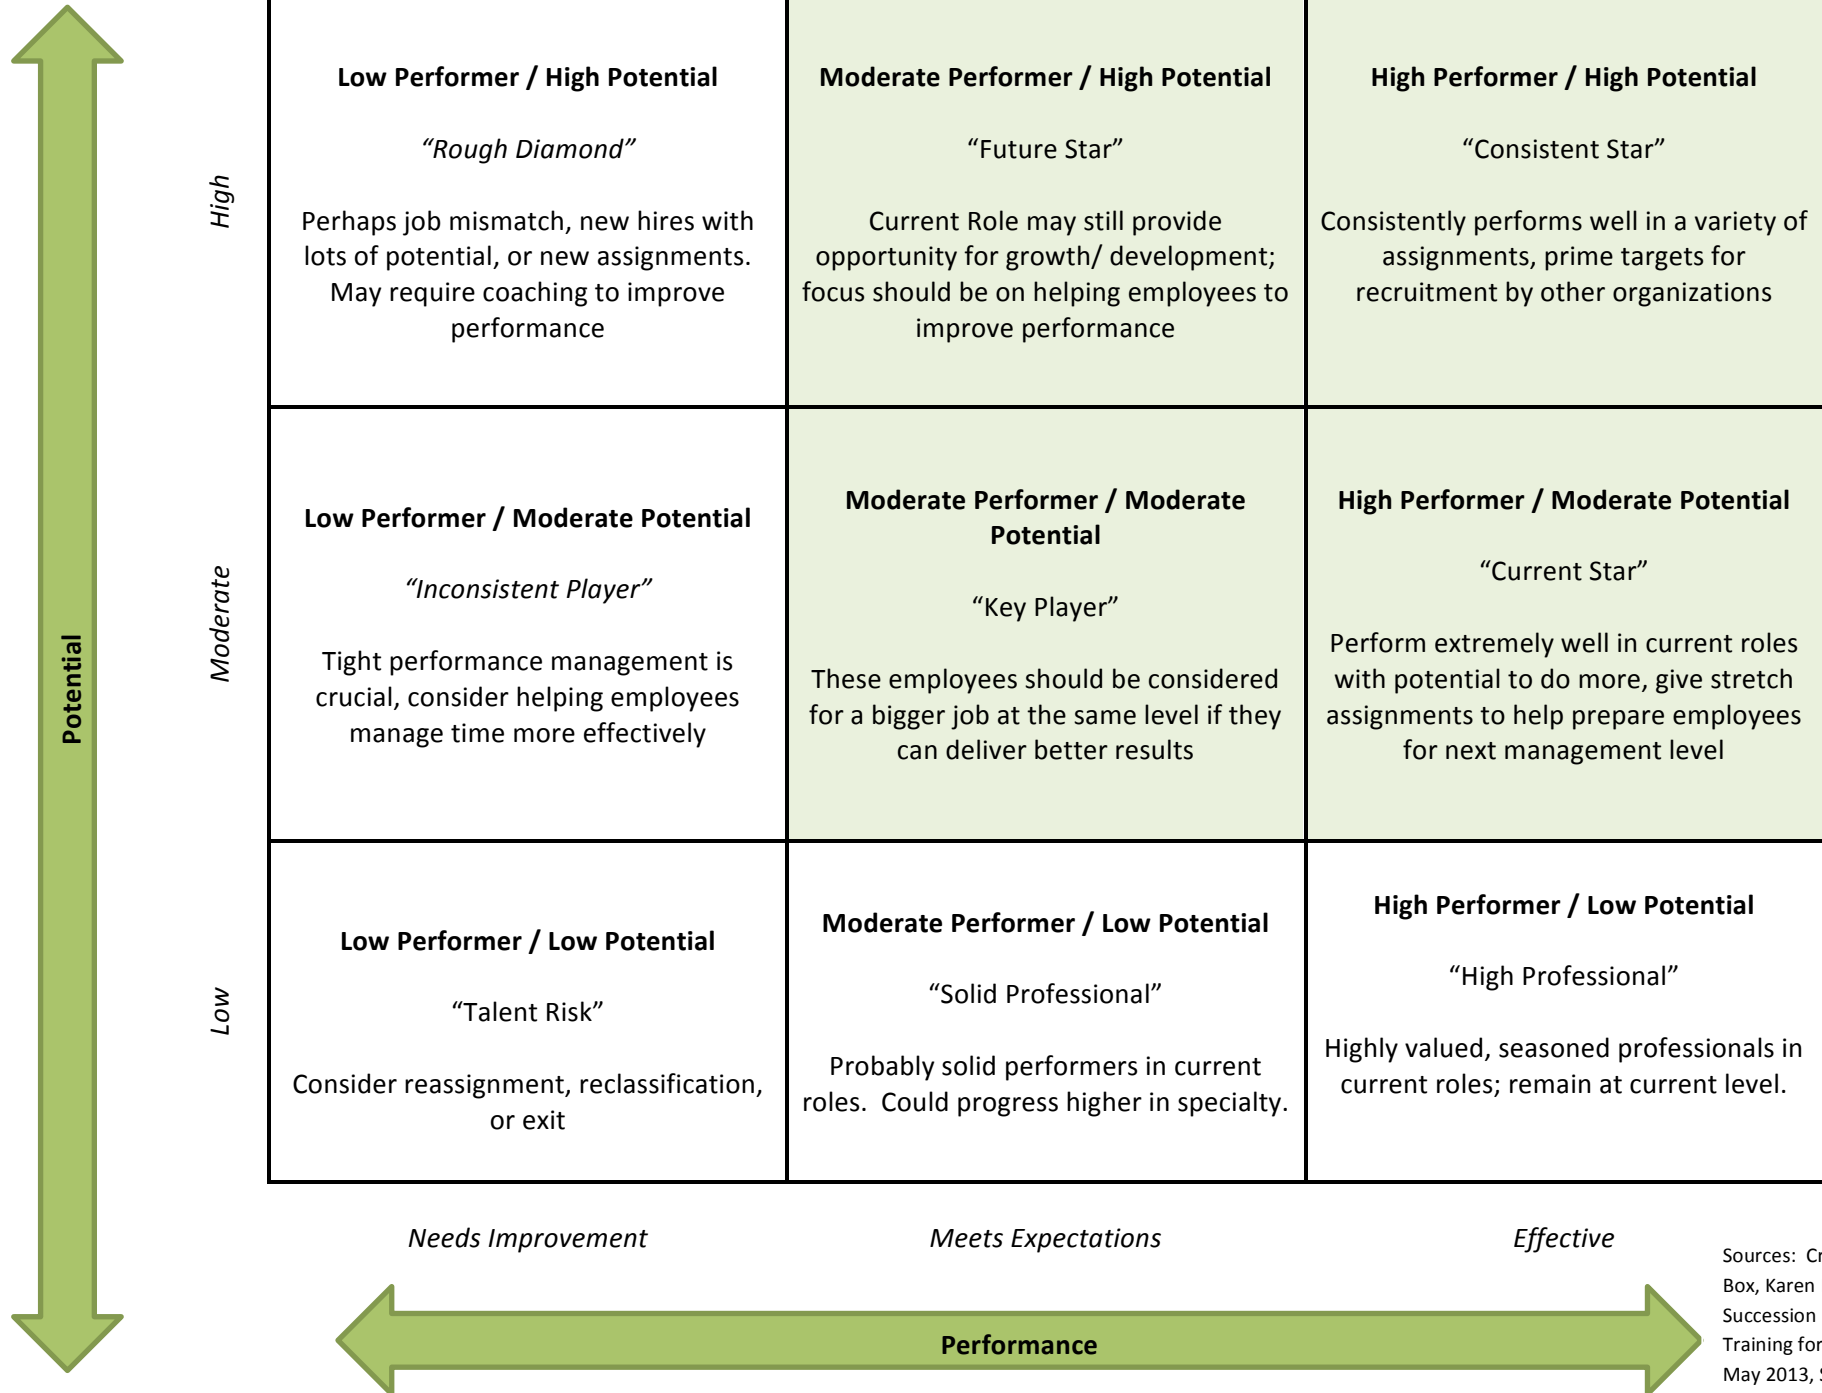 Low Performer / High Potential
“Rough Diamond”
Perhaps job mismatch, new hires with
lots of potential, or new assignments.
May require coaching to improve
performance
Moderate Performer / High Potential
“Future Star”
Current Role may still provide
opportunity for growth/ development;
focus should be on helping employees to
improve performance
High Performer / High Potential
“Consistent Star”
Consistently performs well in a variety of
assignments, prime targets for
recruitment by other organizations
High
Low Performer / Moderate Potential
“Inconsistent Player”
Tight performance management is
crucial, consider helping employees
manage time more effectively
Moderate Performer / Moderate
Potential
“Key Player”
These employees should be considered
for a bigger job at the same level if they
can deliver better results
High Performer / Moderate Potential
“Current Star”
Perform extremely well in current roles
with potential to do more, give stretch
assignments to help prepare employees
for next management level
Moderate
Potential
Low Performer / Low Potential
“Talent Risk”
Consider reassignment, reclassification,
or exit
Moderate Performer / Low Potential
“Solid Professional”
Probably solid performers in current
roles.  Could progress higher in specialty.
High Performer / Low Potential
“High Professional”
Highly valued, seasoned professionals in
current roles; remain at current level.
Low
Needs Improvement
Meets Expectations
Effective
Performance
Sources:
Box, Karen
Succession
Training for
May 2013,